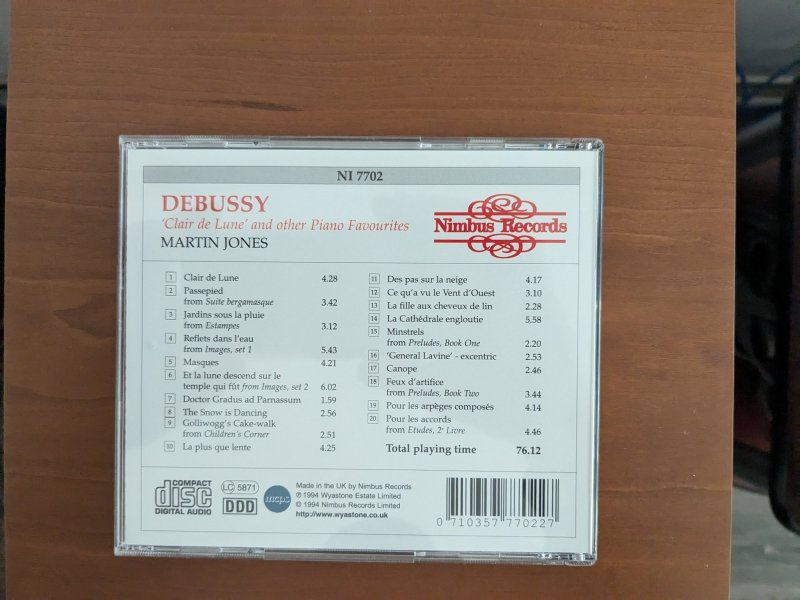 NI 7702
DEBUSSY
'Clair de Lune' and other Piano Favourites
MARTIN JONES
Nimbus Records
1 Clair de Lune 4.28
2 Passepied
from Suite bergamasque 3.42
3 Jardins sous la pluie
from Estampes 3.12
4 Reflets dans l'eau
from Images, set 1 5.43
5 Masques 4.21
6 Et la lune descend sur le
temple qui fût from Images, set 2 6.02
7 Doctor Gradus ad Parnassum 1.59
8 The Snow is Dancing 2.56
9 Golliwogg's Cake-walk
from Children's Corner 2.51
10 La plus que lente 4.25
11 Des pas sur la neige 4.17
12 Ce qu'a vu le Vent d'Ouest 3.10
13 La fille aux cheveux de lin 2.28
14 La Cathédrale engloutie 5.58
15 Minstrels
from Preludes, Book One 2.20
16 'General Lavine' - excentric 2.53
17 Canope 2.46
18 Feux d'artifice
from Preludes, Book Two 3.44
19 Pour les arpèges composés 4.14
20 Pour les accords
from Etudes, 2e Livre 4.46
Total playing time 76.12
COMPACT
disc
DIGITAL AUDIO
LC 5871
DDD
mcps
Made in the UK by Nimbus Records
℗ 1994 Wyastone Estate Limited
© 1994 Nimbus Records Limited
http://www.wyastone.co.uk
0 710357 770227